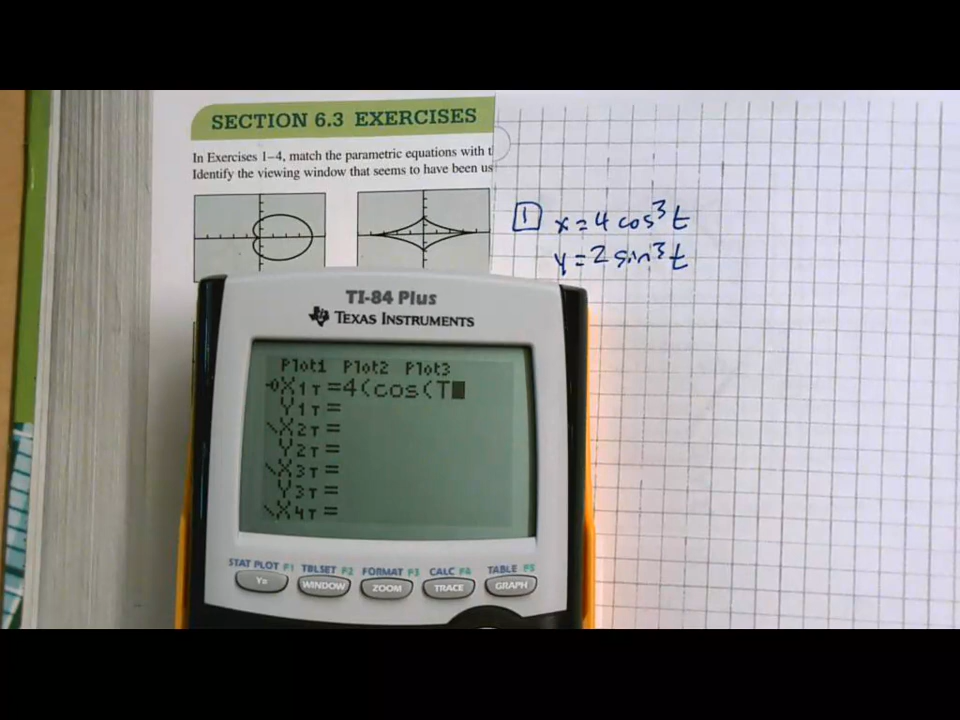 SECTION 6.3 EXERCISES
In Exercises 1–4, match the parametric equations with t
Identify the viewing window that seems to have been us
1 x = 4 cos³ t
y = 2 sin³ t
TI-84 Plus
TEXAS INSTRUMENTS
Plot1 Plot2 Plot3
X1T =4(cos(T
Y1T =
\X2T =
Y2T =
\X3T =
Y3T =
\X4T =
STAT PLOT F1 TBLSET F2 FORMAT F3 CALC F4 TABLE F5
Y= WINDOW ZOOM TRACE GRAPH